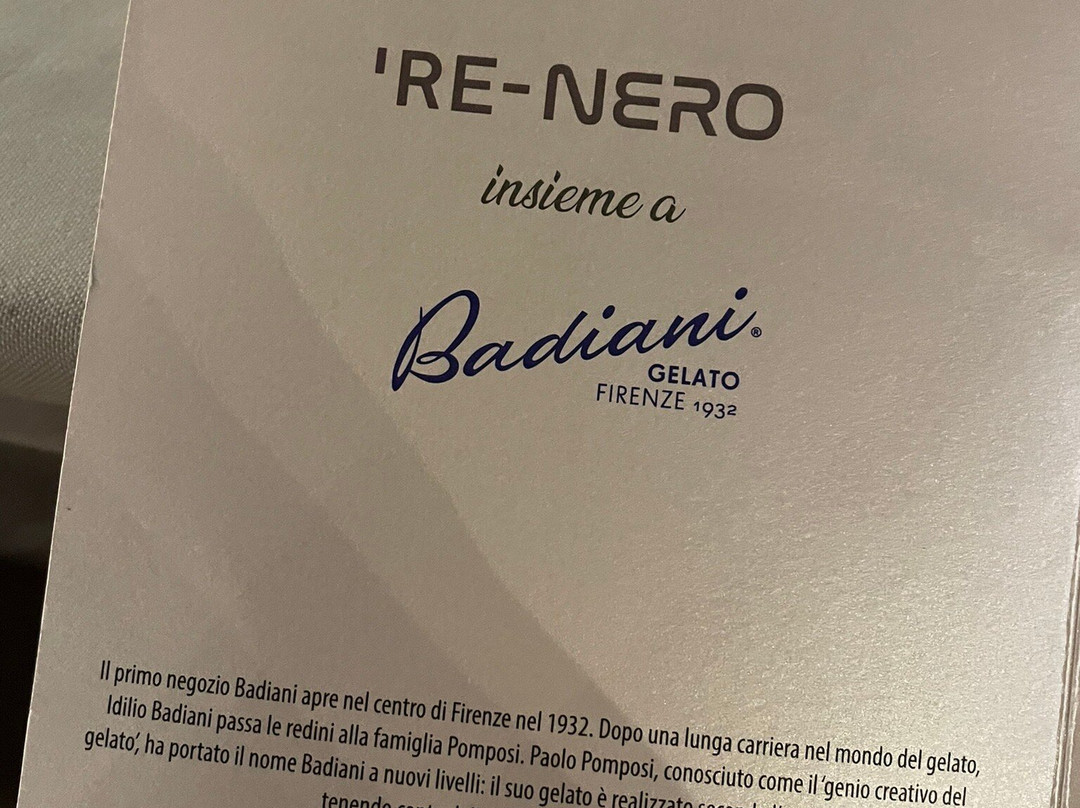 'RE-NERO
insieme a
Badiani®
GELATO
FIRENZE 1932
Il primo negozio Badiani apre nel centro di Firenze nel 1932. Dopo una lunga carriera nel mondo del gelato,
Idilio Badiani passa le redini alla famiglia Pomposi. Paolo Pomposi, conosciuto come il 'genio creativo del
gelato', ha portato il nome Badiani a nuovi livelli: il suo gelato è realizzato
tenendo